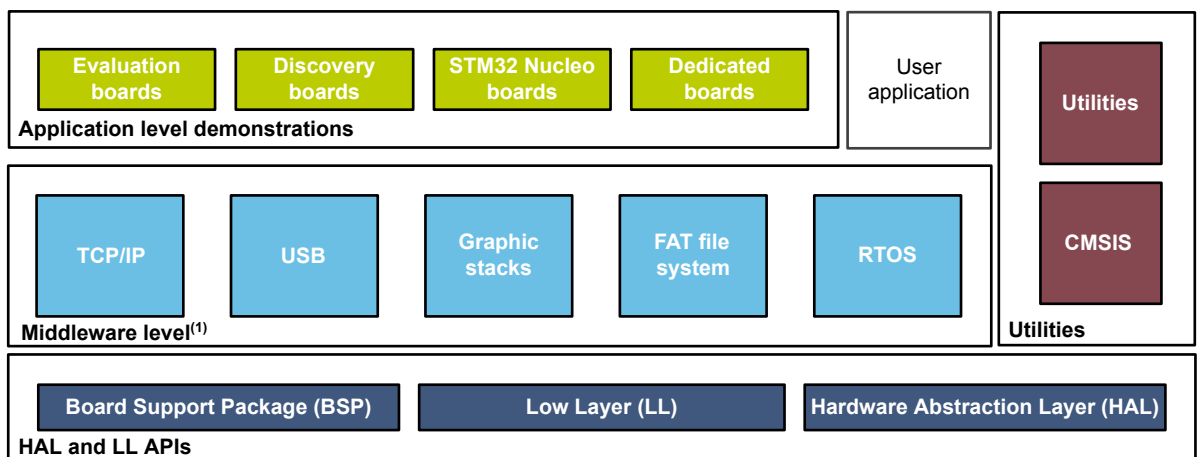 Evaluation
boards
Discovery
boards
STM32 Nucleo
boards
Dedicated
boards
Application level demonstrations
User
application
Utilities
CMSIS
Utilities
TCP/IP
USB
Graphic
stacks
FAT file
system
RTOS
Middleware level(1)
Board Support Package (BSP)
Low Layer (LL)
Hardware Abstraction Layer (HAL)
HAL and LL APIs